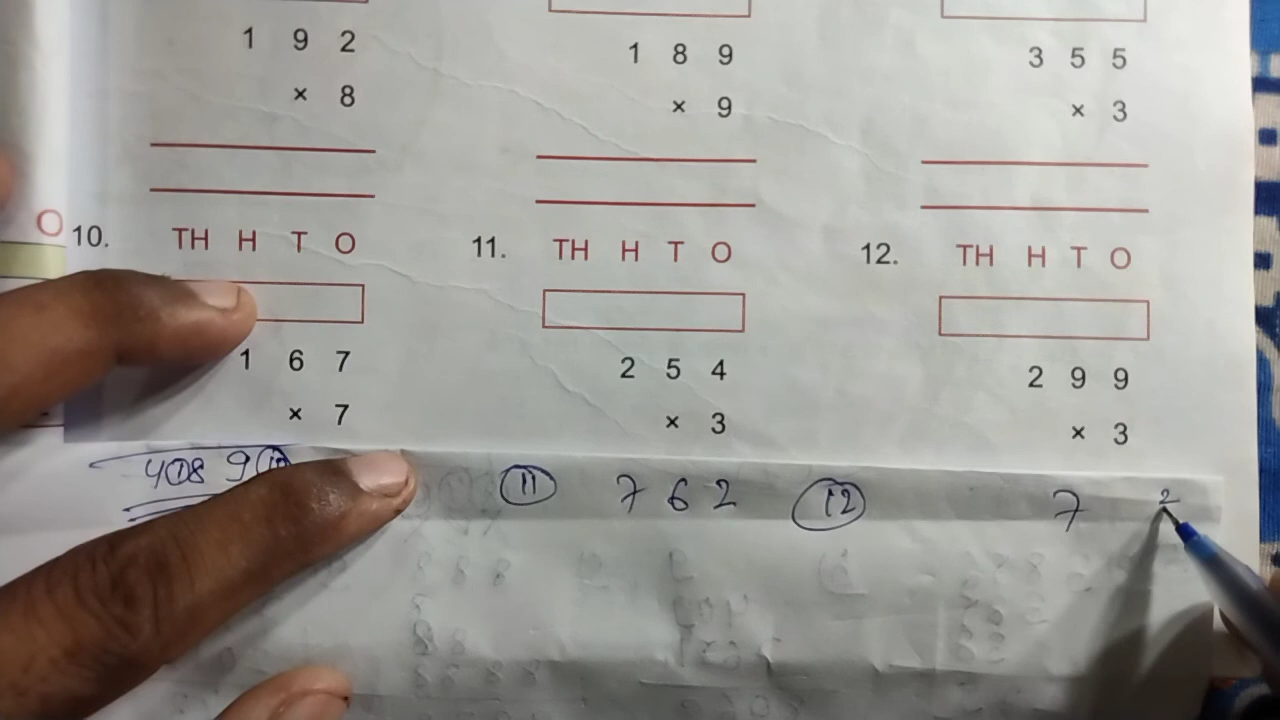 1 9 2 1 8 9 3 5 5
× 8 × 9 × 3
O 10. TH H T O 11. TH H T O 12. TH H T O
1 6 7 2 5 4 2 9 9
× 7 × 3 × 3
11 7 6 2 12 7 2